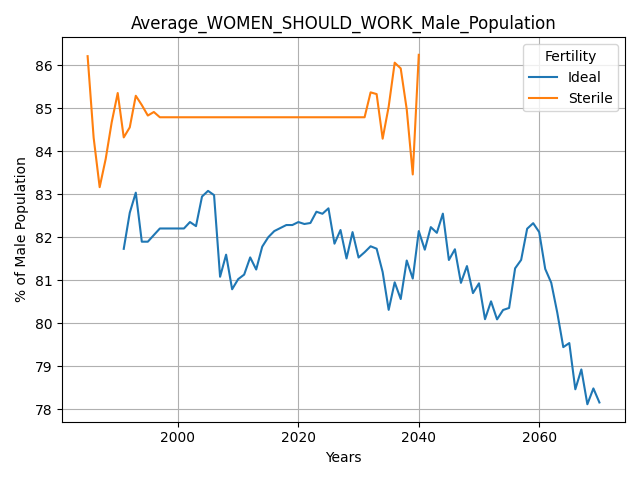 Average_WOMEN_SHOULD_WORK_Male_Population
Fertility
Ideal
Sterile
% of Male Population
86
85
84
83
82
81
80
79
78
2000
2020
2040
2060
Years